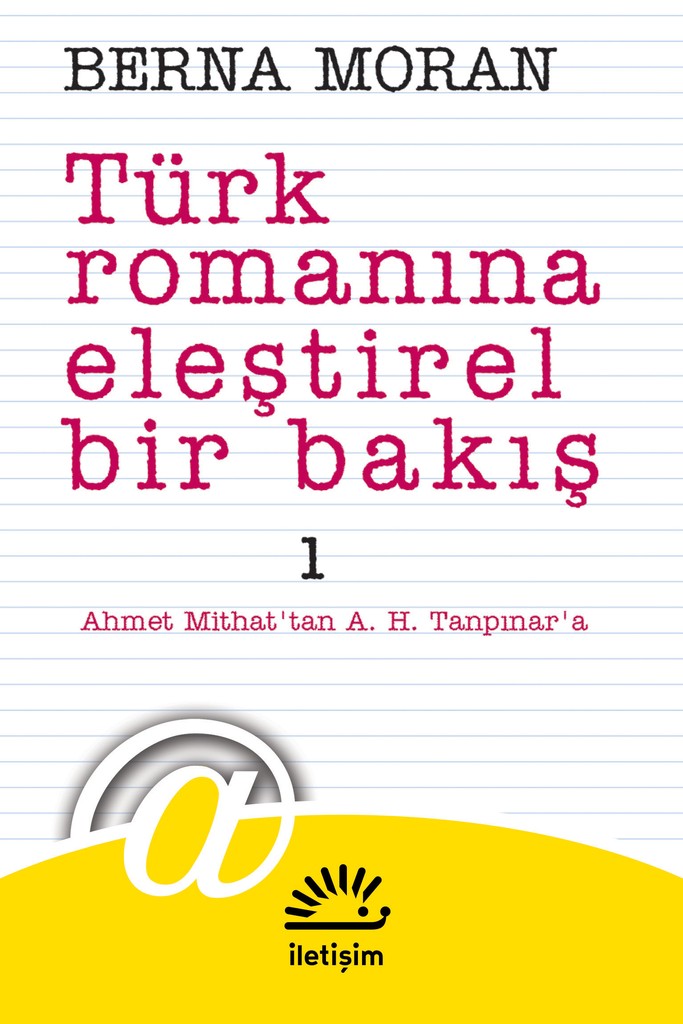 BERNA MORAN
Türk
romanına
eleştirel
bir bakış
1
Ahmet Mithat'tan A. H. Tanpınar'a
@
iletişim